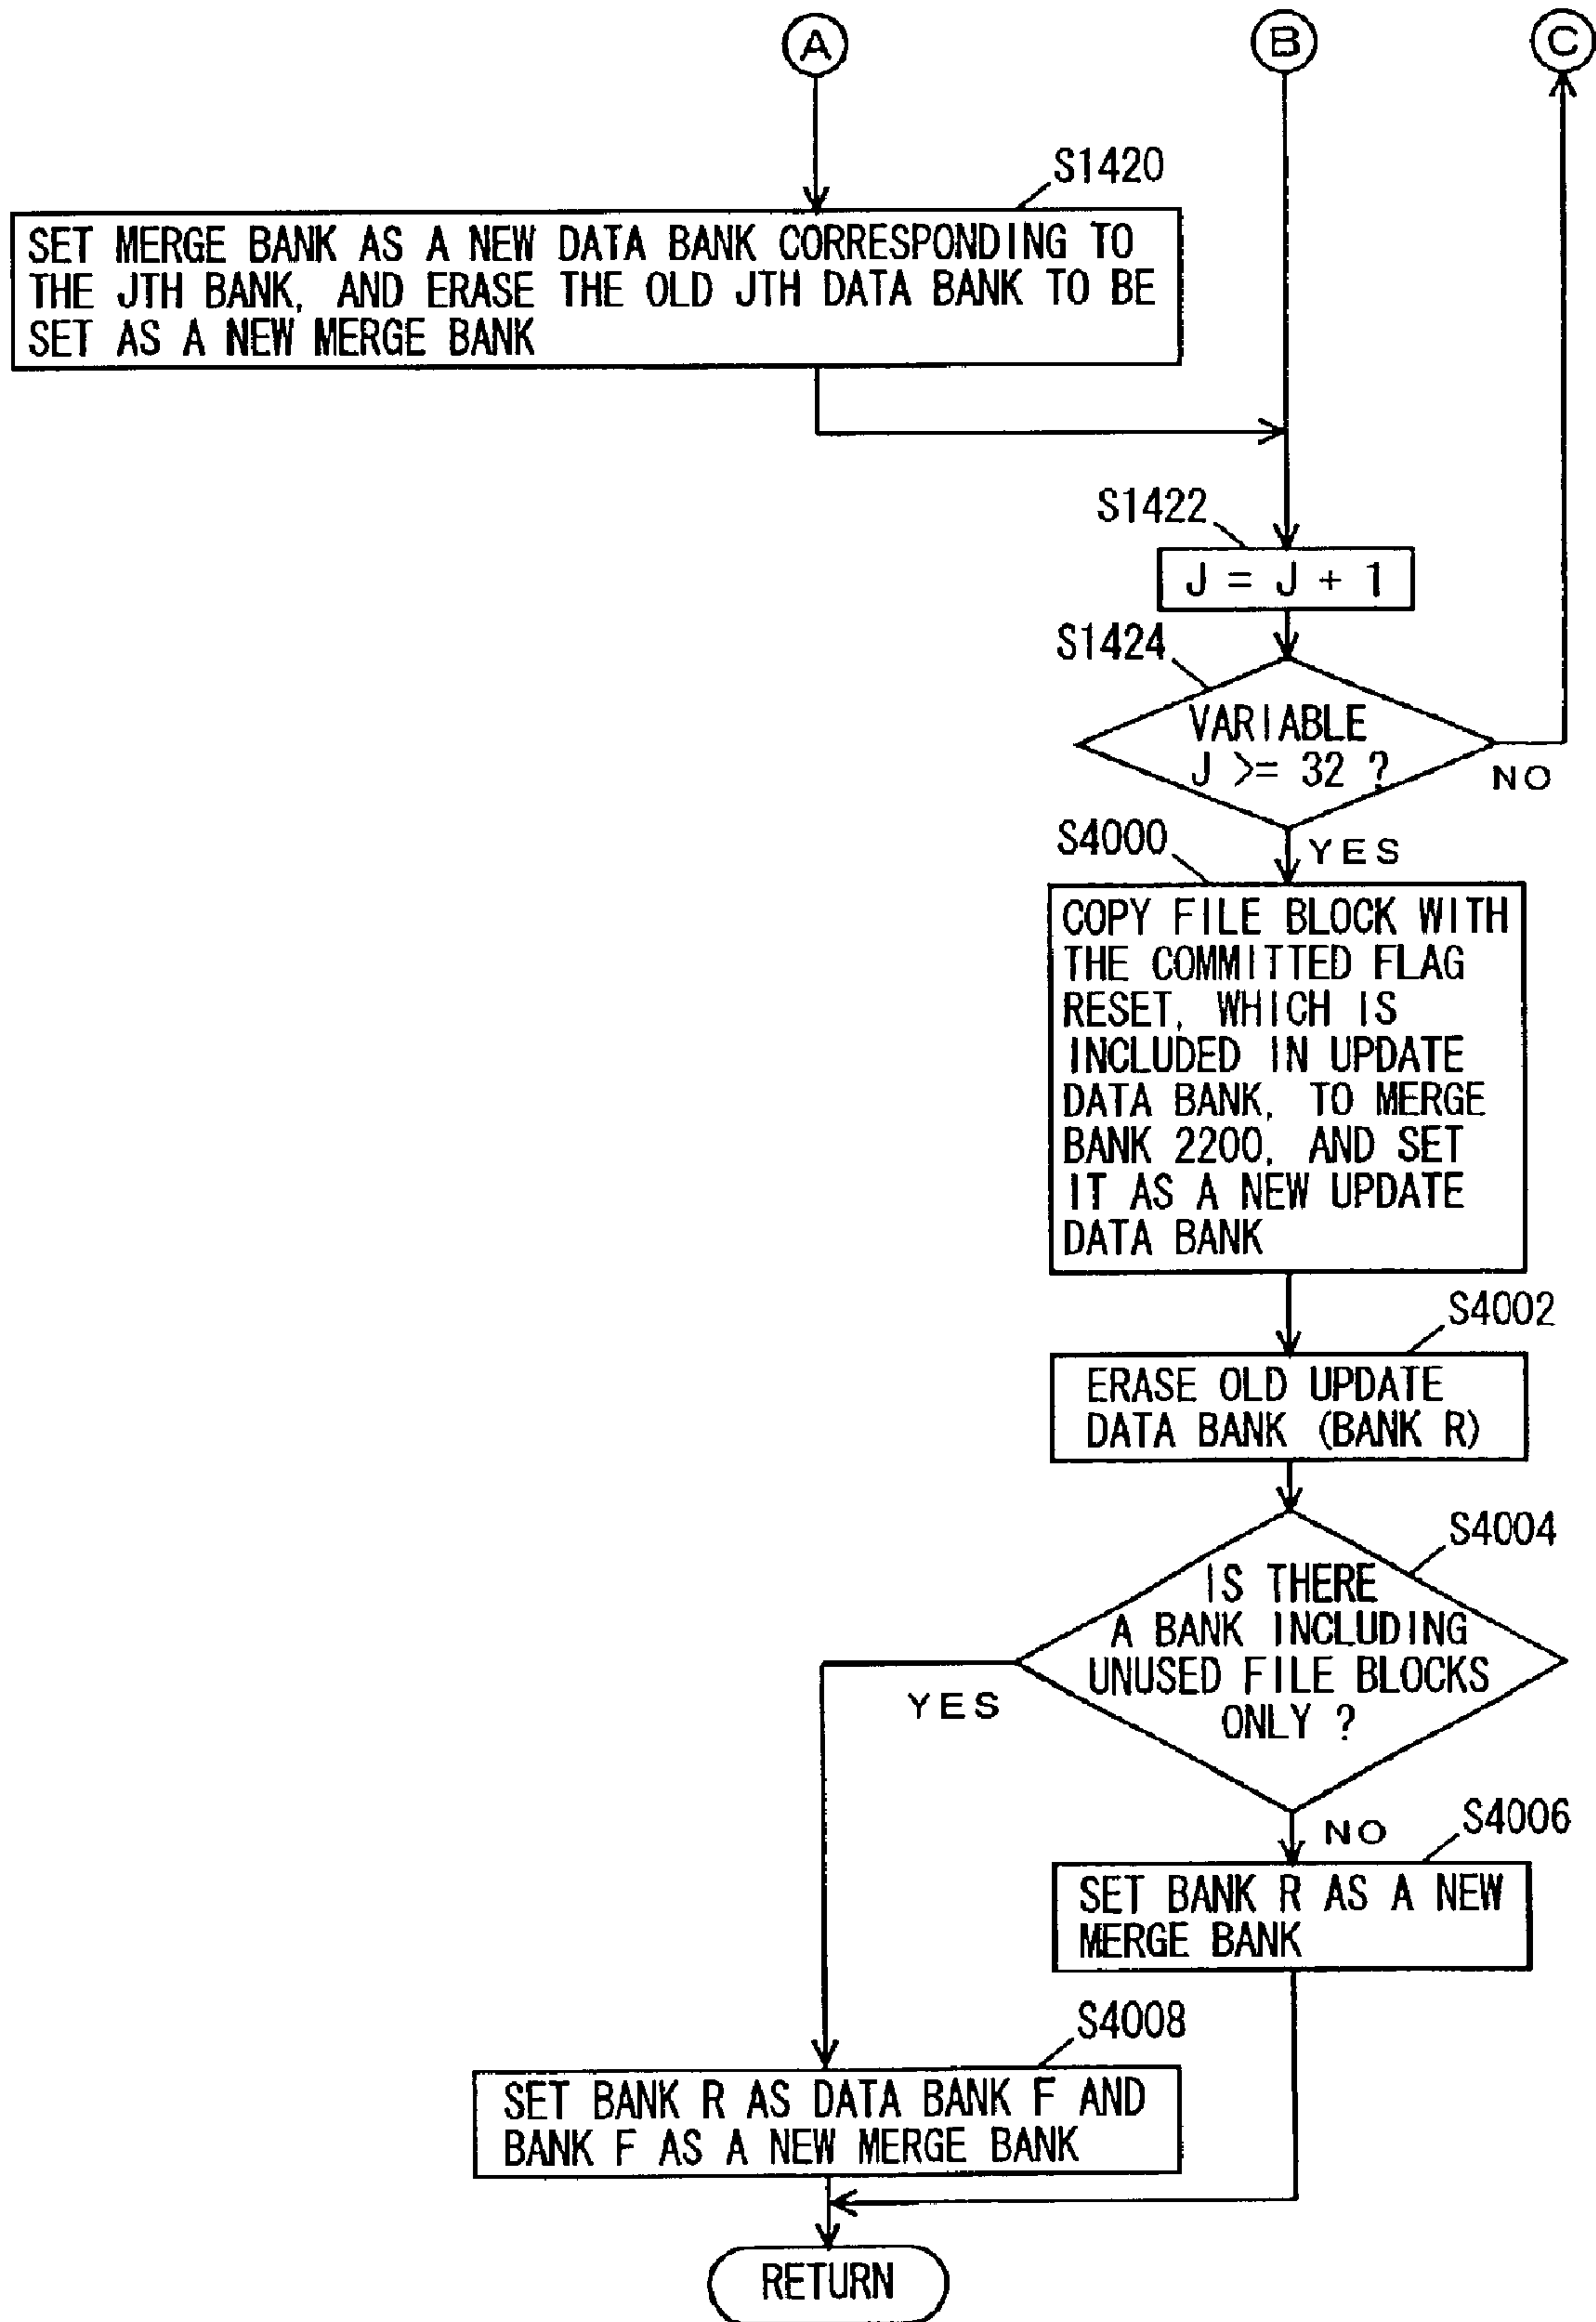 A
B
C
S1420
SET MERGE BANK AS A NEW DATA BANK CORRESPONDING TO
THE JTH BANK, AND ERASE THE OLD JTH DATA BANK TO BE
SET AS A NEW MERGE BANK
S1422
J = J + 1
S1424
VARIABLE
J >= 32 ?
NO
YES
S4000
COPY FILE BLOCK WITH
THE COMMITTED FLAG
RESET, WHICH IS
INCLUDED IN UPDATE
DATA BANK, TO MERGE
BANK 2200, AND SET
IT AS A NEW UPDATE
DATA BANK
S4002
ERASE OLD UPDATE
DATA BANK (BANK R)
S4004
IS THERE
A BANK INCLUDING
UNUSED FILE BLOCKS
ONLY ?
YES
NO
S4006
SET BANK R AS A NEW
MERGE BANK
S4008
SET BANK R AS DATA BANK F AND
BANK F AS A NEW MERGE BANK
RETURN